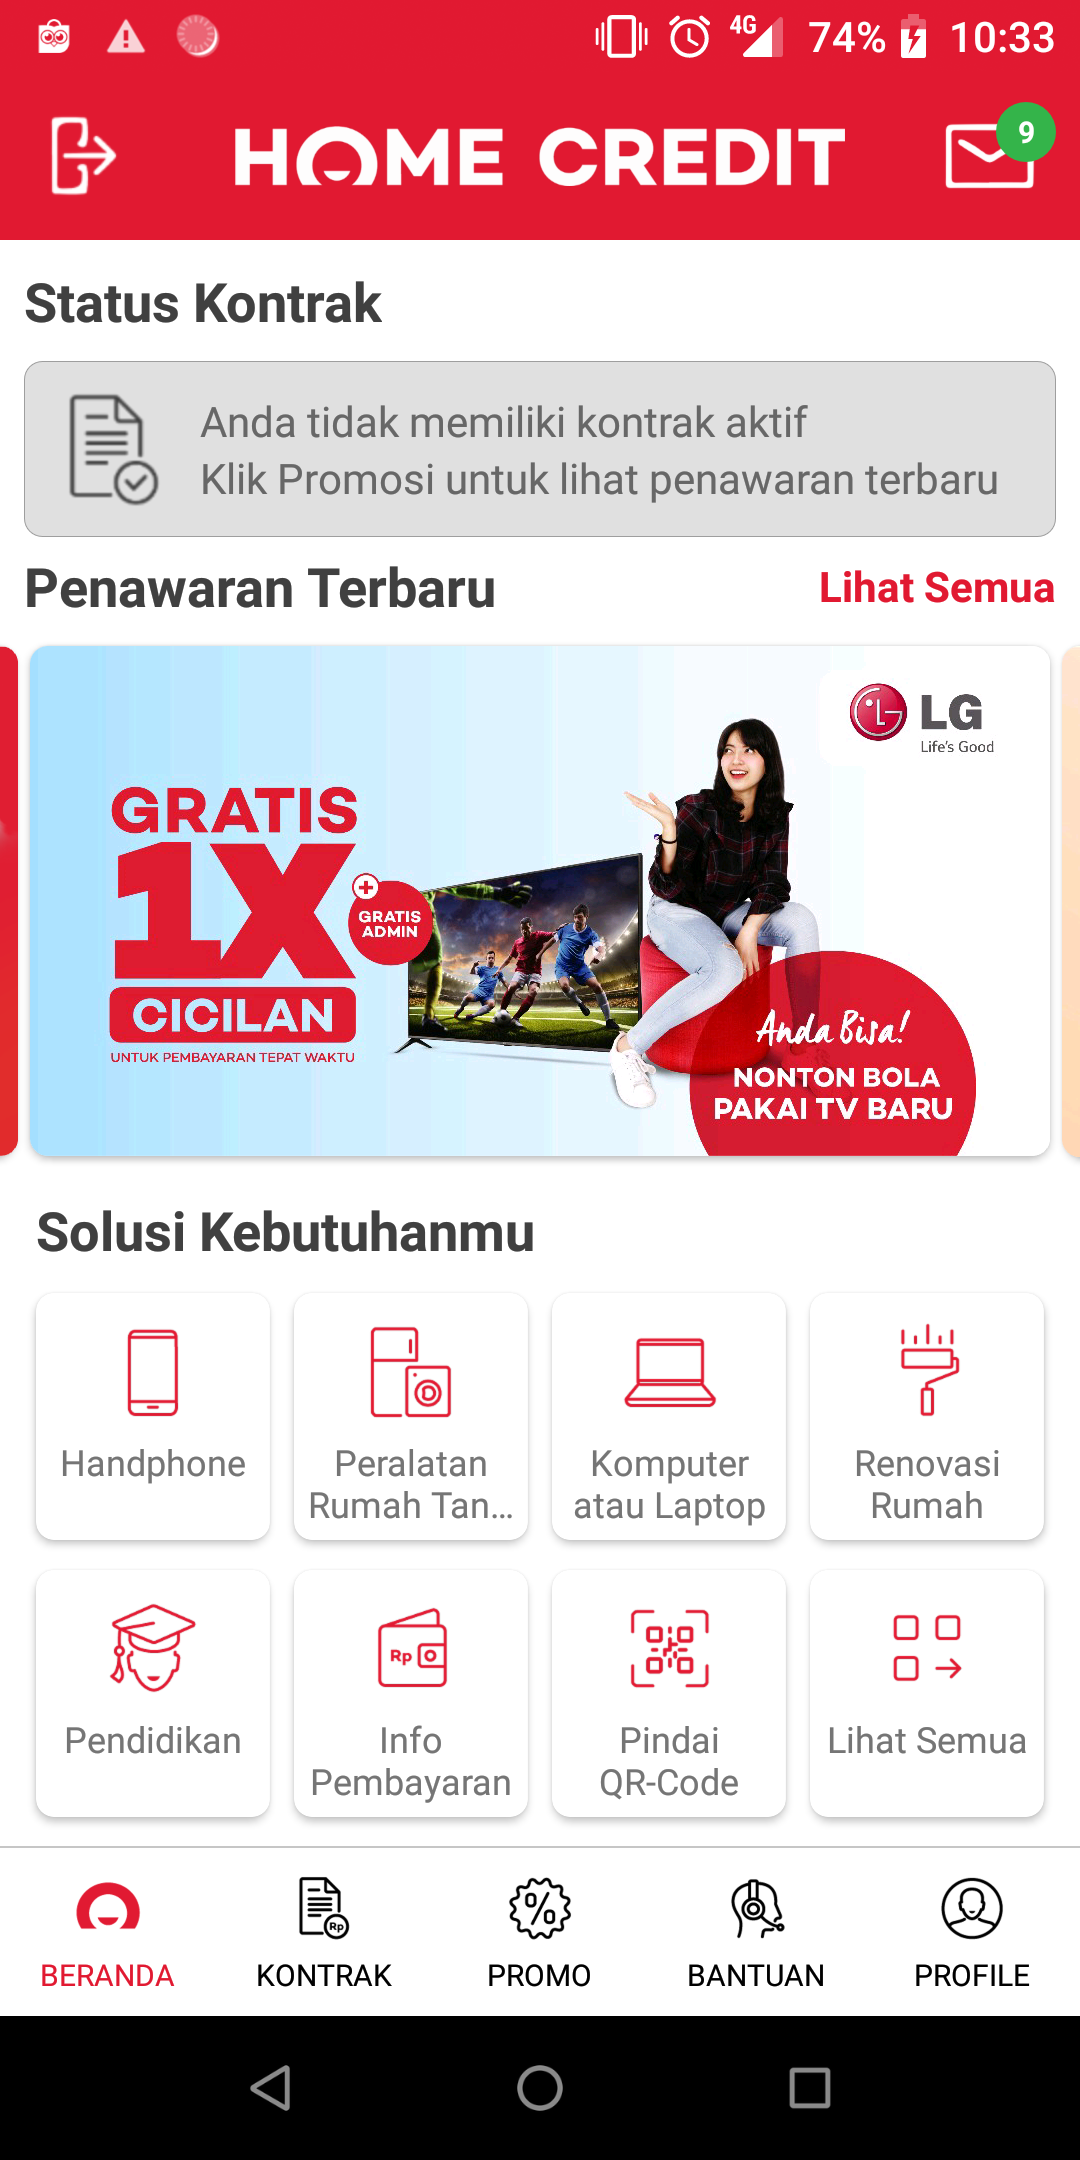 4G 74% 10:33
HOME CREDIT
9
Status Kontrak
Anda tidak memiliki kontrak aktif
Klik Promosi untuk lihat penawaran terbaru
Penawaran Terbaru
Lihat Semua
LG
Life's Good
GRATIS
1X
CICILAN
UNTUK PEMBAYARAN TEPAT WAKTU
+
GRATIS
ADMIN
Anda Bisa!
NONTON BOLA
PAKAI TV BARU
Solusi Kebutuhanmu
Handphone
Peralatan
Rumah Tan...
Komputer
atau Laptop
Renovasi
Rumah
Pendidikan
Rp
Info
Pembayaran
Pindai
QR-Code
Lihat Semua
BERANDA
Rp
KONTRAK
%
PROMO
BANTUAN
PROFILE